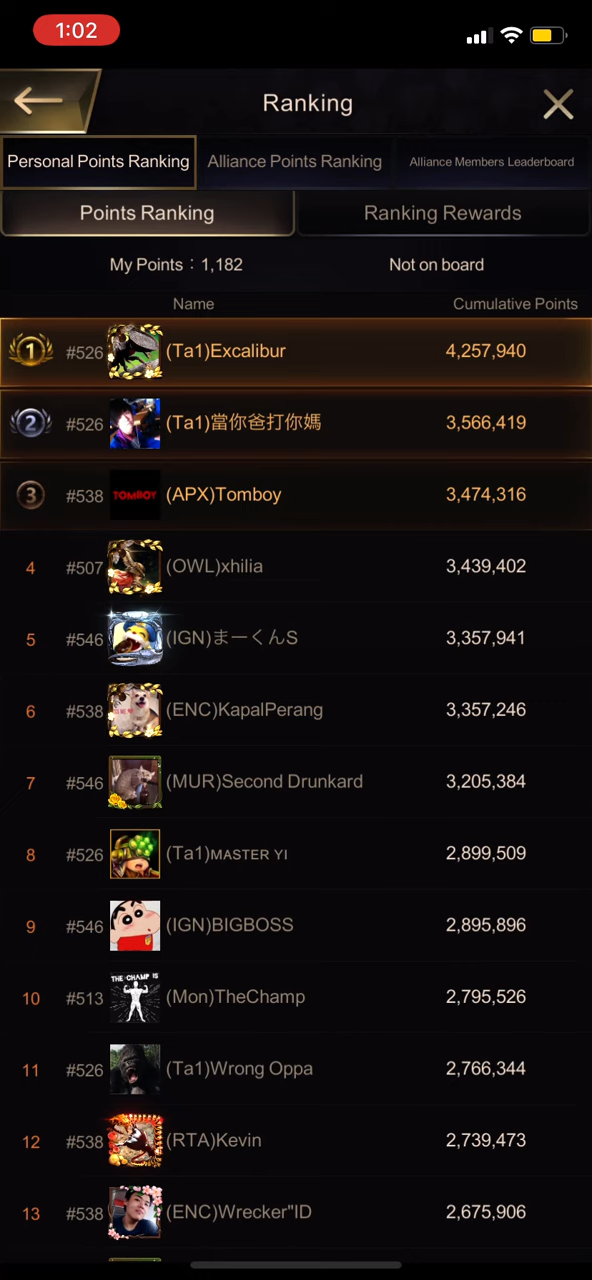 1:02
Ranking
Personal Points Ranking Alliance Points Ranking Alliance Members Leaderboard
Points Ranking Ranking Rewards
My Points：1,182 Not on board
Name Cumulative Points
1 #526 (Ta1)Excalibur 4,257,940
2 #526 (Ta1)當你爸打你媽 3,566,419
3 #538 TOMBOY (APX)Tomboy 3,474,316
4 #507 (OWL)xhilia 3,439,402
5 #546 (IGN)まーくんS 3,357,941
6 #538 (ENC)KapalPerang 3,357,246
7 #546 (MUR)Second Drunkard 3,205,384
8 #526 (Ta1)ᴍᴀsᴛᴇʀ ʏɪ 2,899,509
9 #546 (IGN)BIGBOSS 2,895,896
THE CHAMP IS
10 #513 (Mon)TheChamp 2,795,526
11 #526 (Ta1)Wrong Oppa 2,766,344
12 #538 (RTA)Kevin 2,739,473
13 #538 (ENC)Wrecker"ID 2,675,906